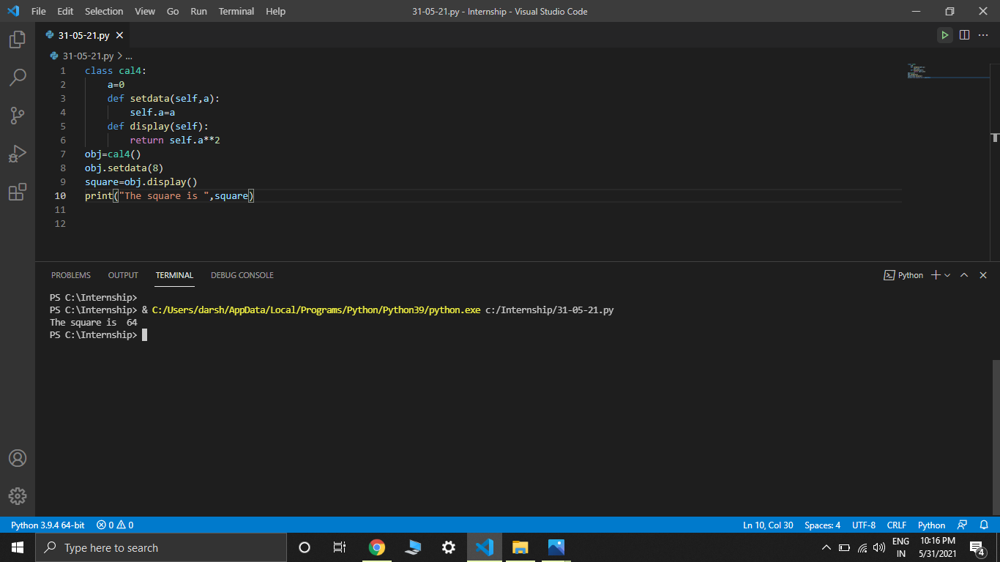 File Edit Selection View Go Run Terminal Help 31-05-21.py - Internship - Visual Studio Code
31-05-21.py
31-05-21.py > ...
1 class cal4:
2     a=0
3     def setdata(self,a):
4         self.a=a
5     def display(self):
6         return self.a**2
7 obj=cal4()
8 obj.setdata(8)
9 square=obj.display()
10 print("The square is ",square)
11
12
PROBLEMS OUTPUT TERMINAL DEBUG CONSOLE Python
PS C:\Internship>
PS C:\Internship> & C:/Users/darsh/AppData/Local/Programs/Python/Python39/python.exe c:/Internship/31-05-21.py
The square is  64
PS C:\Internship>
Python 3.9.4 64-bit 0 0 Ln 10, Col 30 Spaces: 4 UTF-8 CRLF Python
Type here to search
ENG 10:16 PM
IN 5/31/2021 4